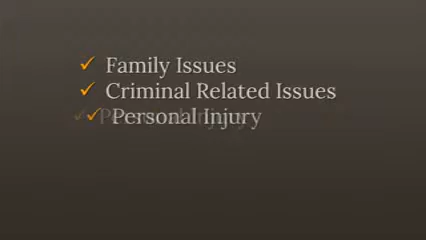 ✓ Family Issues
✓ Criminal Related Issues
✓ Personal Injury